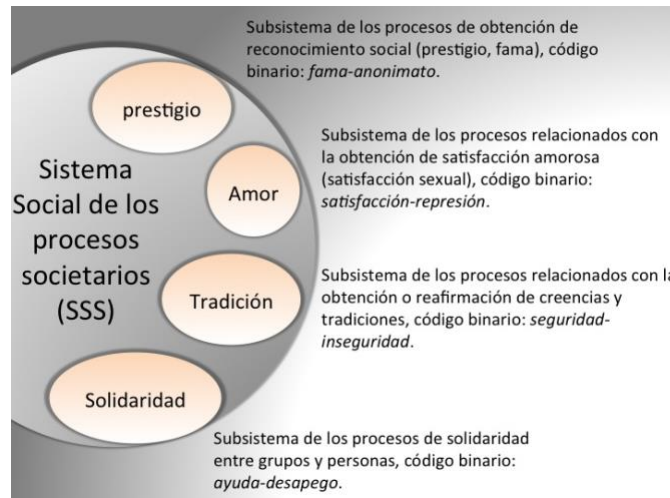 Subsistema de los procesos de obtención de
reconocimiento social (prestigio, fama), código
binario: fama-anonimato.
prestigio
Subsistema de los procesos relacionados con
la obtención de satisfacción amorosa
(satisfacción sexual), código binario:
satisfacción-represión.
Amor
Sistema
Social de los
procesos
societarios
(SSS)
Subsistema de los procesos relacionados con la
obtención o reafirmación de creencias y
tradiciones, código binario: seguridad-
inseguridad.
Tradición
Solidaridad
Subsistema de los procesos de solidaridad
entre grupos y personas, código binario:
ayuda-desapego.